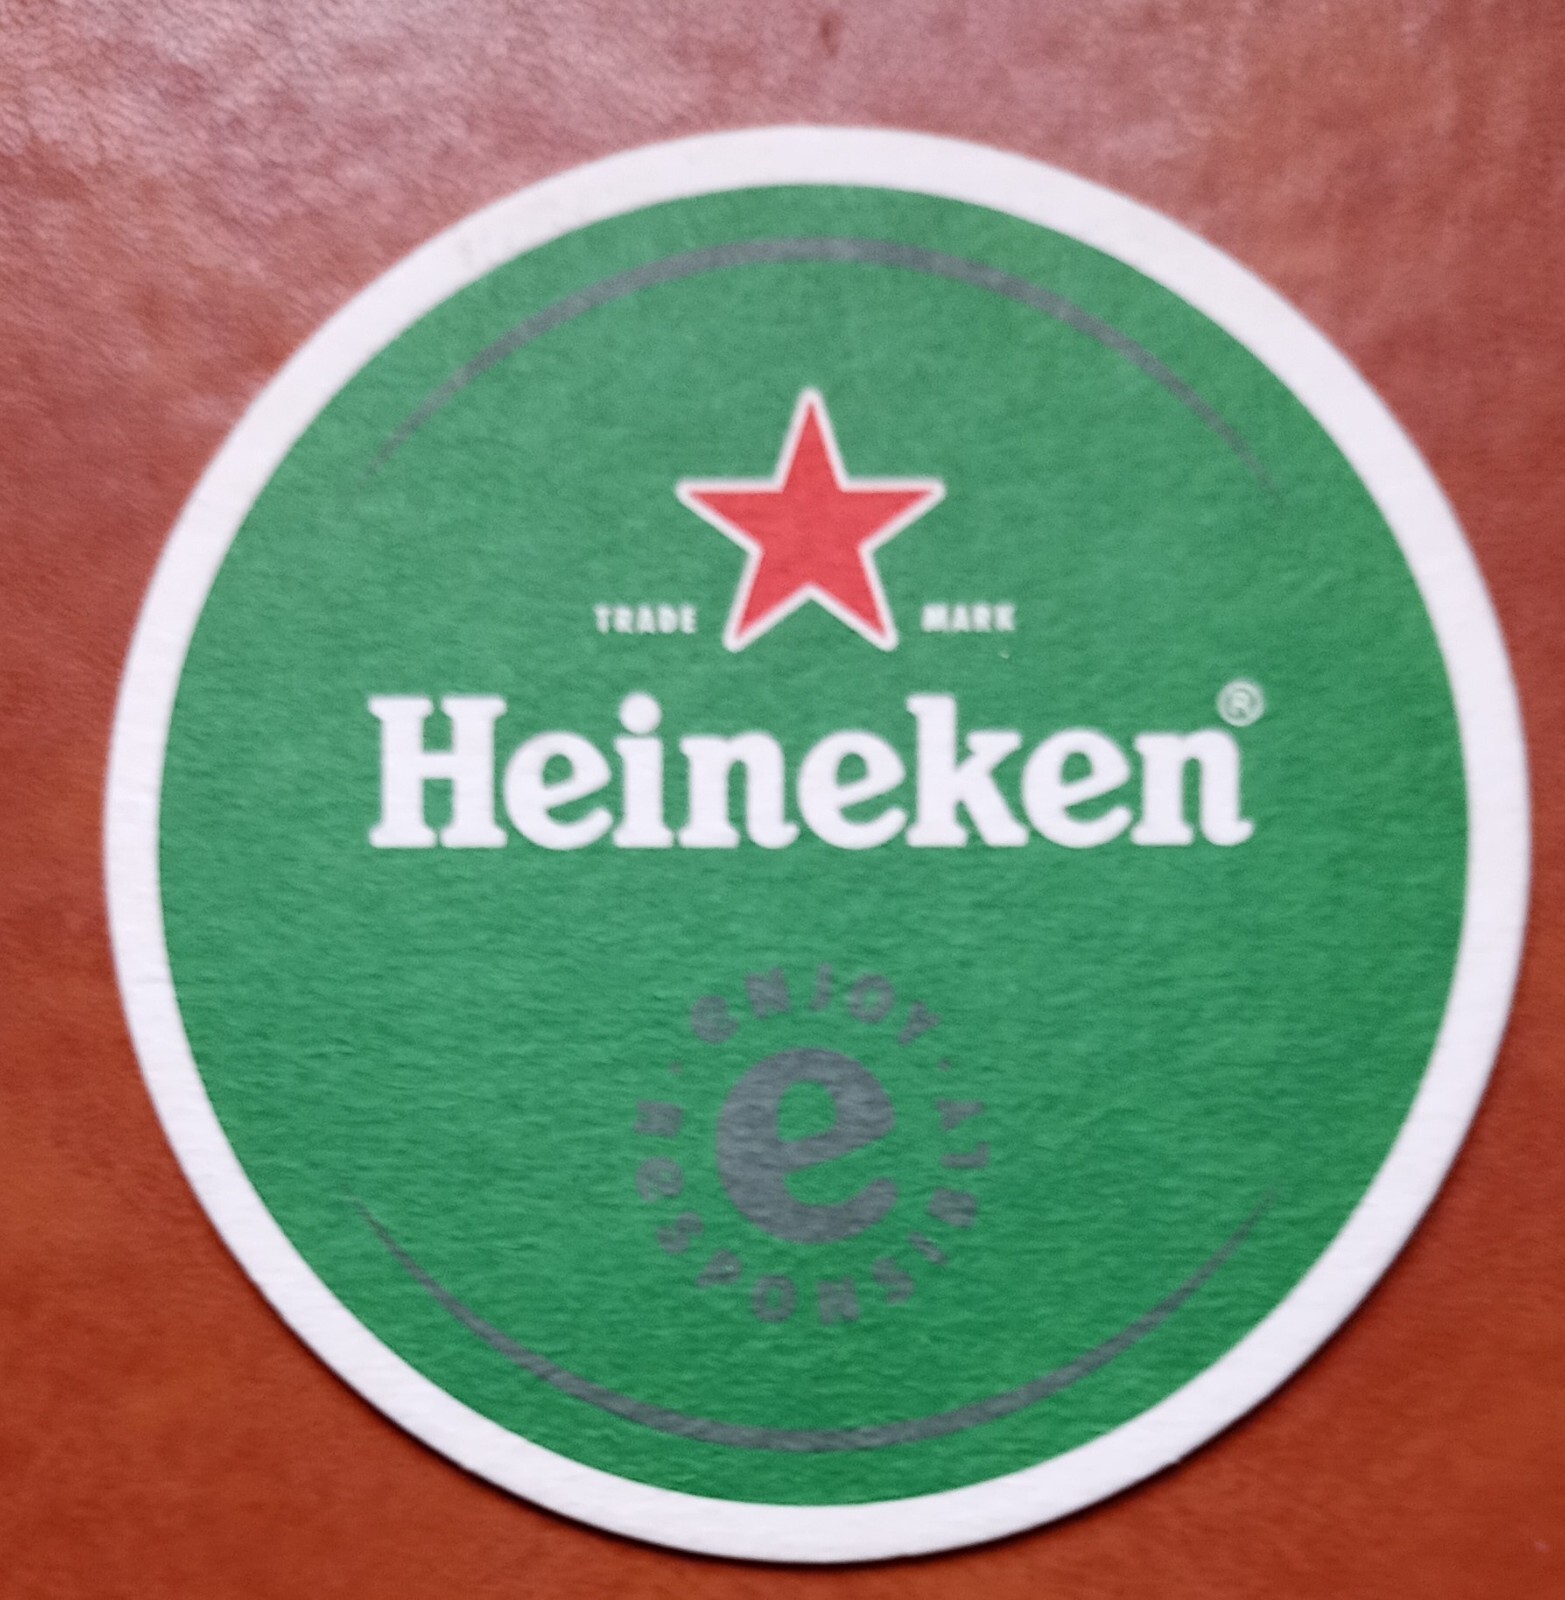 TRADE MARK
Heineken®
ENJOY · RESPONSIBLY ·
e